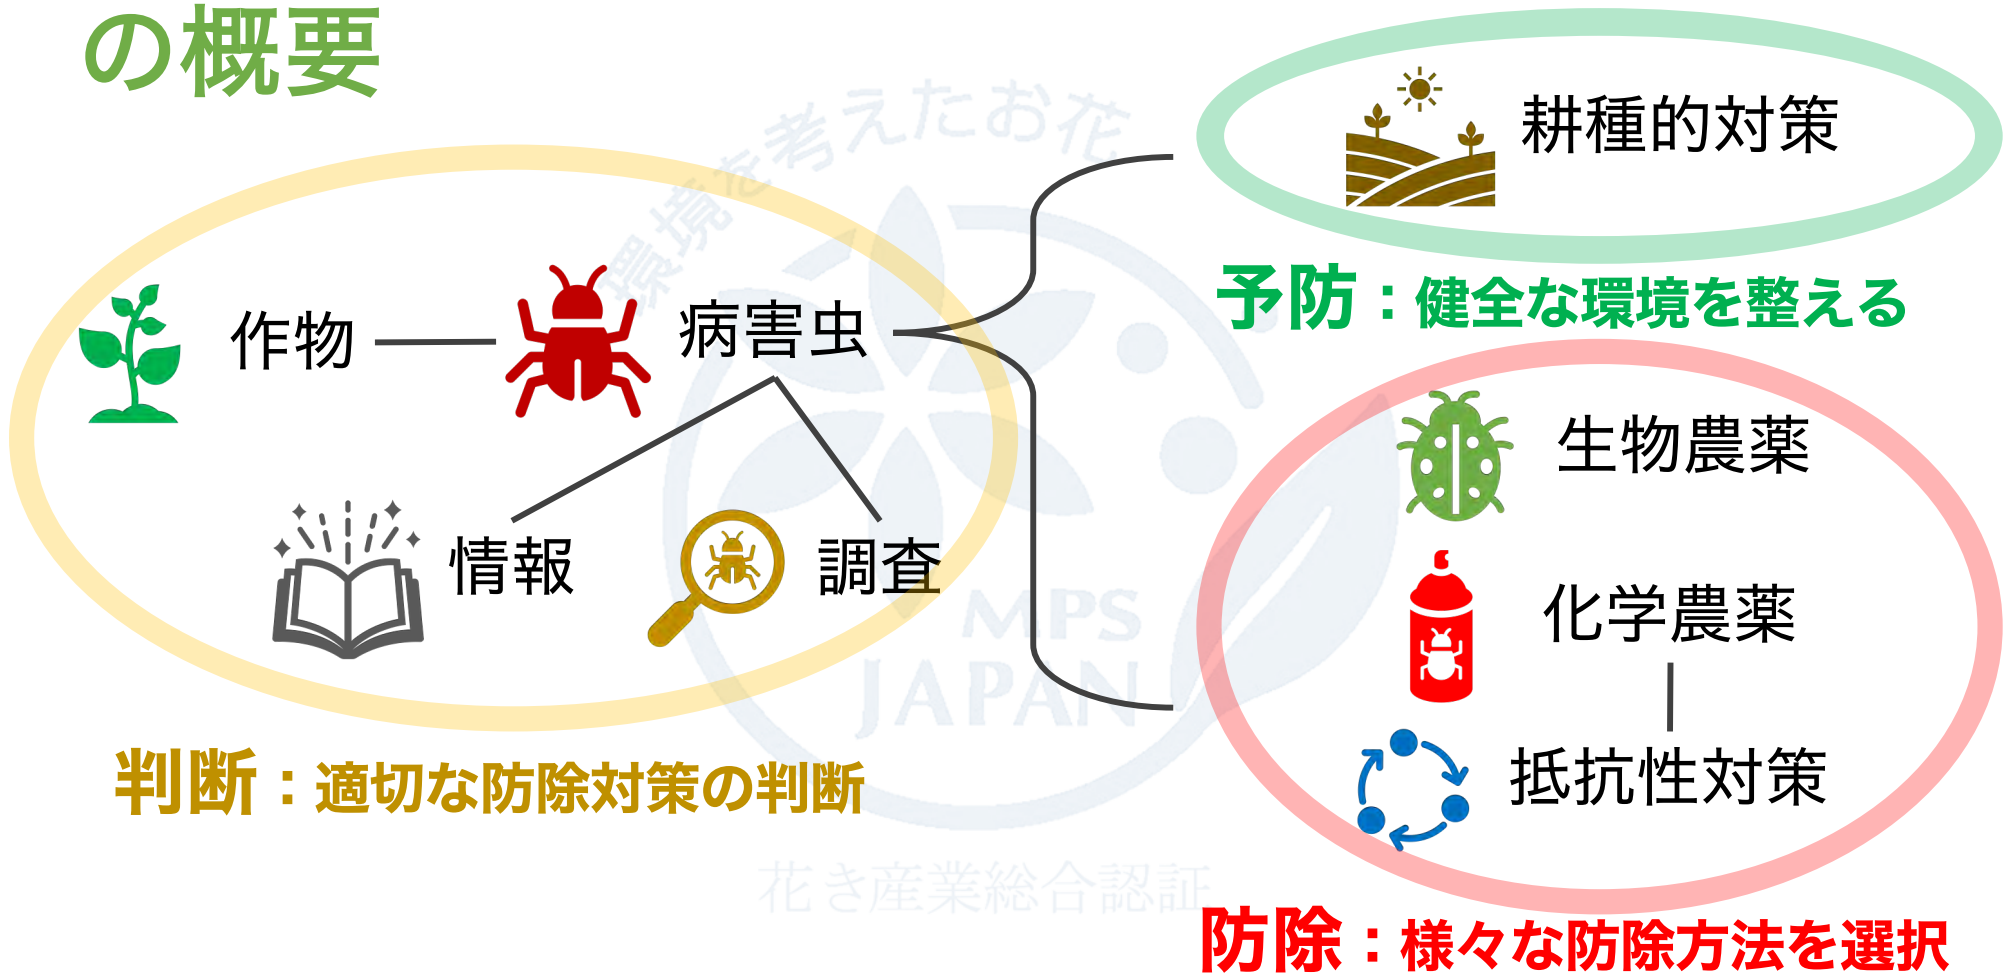 の概要
環境を考えたお花
耕種的対策
予防：健全な環境を整える
作物
病害虫
情報
調査
生物農薬
化学農薬
抵抗性対策
MPS
JAPAN
判断：適切な防除対策の判断
花き産業総合認証
防除：様々な防除方法を選択